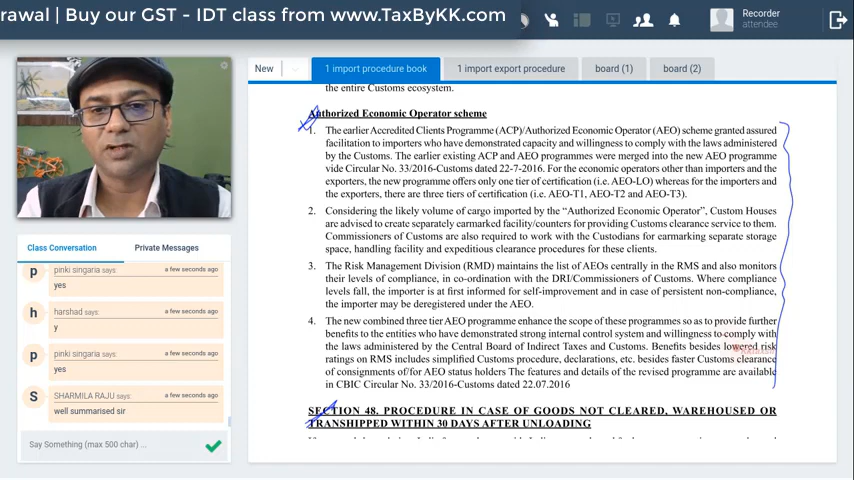 rawal | Buy our GST - IDT class from www.TaxByKK.com
Recorder
attendee
New
1 import procedure book
1 import export procedure
board (1)
board (2)
the entire Customs ecosystem.
Authorized Economic Operator scheme
1. The earlier Accredited Clients Programme (ACP)/Authorized Economic Operator (AEO) scheme granted assured
facilitation to importers who have demonstrated capacity and willingness to comply with the laws administered
by the Customs. The earlier existing ACP and AEO programmes were merged into the new AEO programme
vide Circular No. 33/2016-Customs dated 22-7-2016. For the economic operators other than importers and the
exporters, the new programme offers only one tier of certification (i.e. AEO-LO) whereas for the importers and
the exporters, there are three tiers of certification (i.e. AEO-T1, AEO-T2 and AEO-T3).
2. Considering the likely volume of cargo imported by the “Authorized Economic Operator”, Custom Houses
are advised to create separately earmarked facility/counters for providing Customs clearance service to them.
Commissioners of Customs are also required to work with the Custodians for earmarking separate storage
space, handling facility and expeditious clearance procedures for these clients.
3. The Risk Management Division (RMD) maintains the list of AEOs centrally in the RMS and also monitors
their levels of compliance, in co-ordination with the DRI/Commissioners of Customs. Where compliance
levels fall, the importer is at first informed for self-improvement and in case of persistent non-compliance,
the importer may be deregistered under the AEO.
4. The new combined three tier AEO programme enhance the scope of these programmes so as to provide further
benefits to the entities who have demonstrated strong internal control system and willingness to comply with
the laws administered by the Central Board of Indirect Taxes and Customs. Benefits besides lowered risk
ratings on RMS includes simplified Customs procedure, declarations, etc. besides faster Customs clearance
of consignments of/for AEO status holders The features and details of the revised programme are available
in CBIC Circular No. 33/2016-Customs dated 22.07.2016
SECTION 48. PROCEDURE IN CASE OF GOODS NOT CLEARED, WAREHOUSED OR
TRANSHIPPED WITHIN 30 DAYS AFTER UNLOADING
Class Conversation
Private Messages
p
pinki singaria says:
a few seconds ago
yes
h
harshad says:
a few seconds ago
y
p
pinki singaria says:
a few seconds ago
yes
S
SHARMILA RAJU says:
a few seconds ago
well summarised sir
Say Something (max 500 char) ...